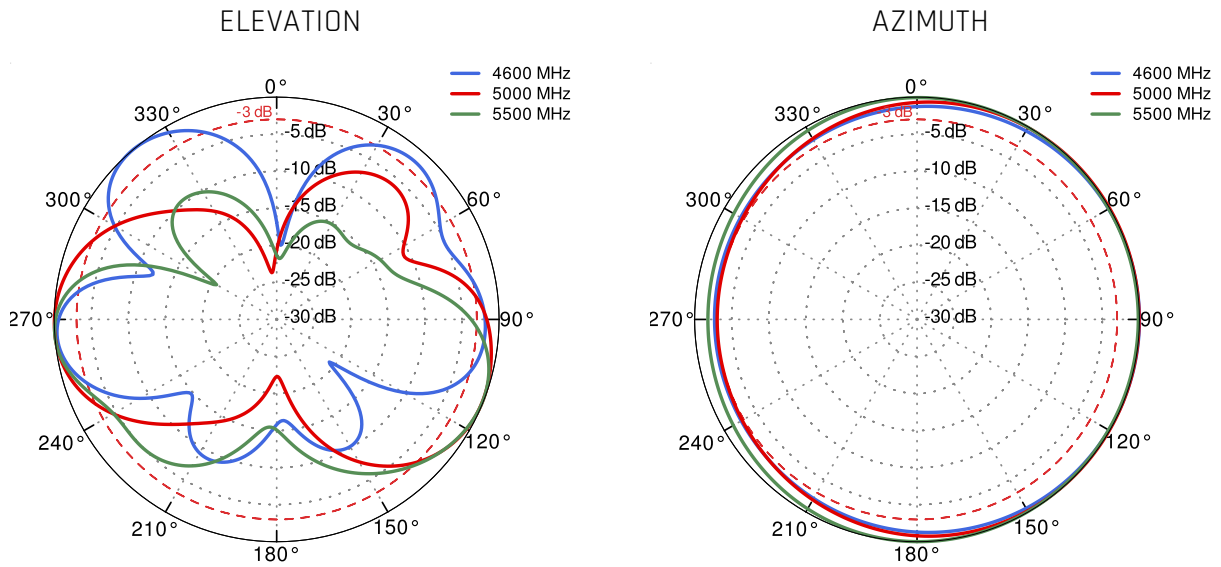 ELEVATION
4600 MHz
5000 MHz
5500 MHz
0°
30°
60°
90°
120°
150°
180°
210°
240°
270°
300°
330°
-3 dB
-5 dB
-10 dB
-15 dB
-20 dB
-25 dB
-30 dB
AZIMUTH
4600 MHz
5000 MHz
5500 MHz
0°
30°
60°
90°
120°
150°
180°
210°
240°
270°
300°
330°
-3 dB
-5 dB
-10 dB
-15 dB
-20 dB
-25 dB
-30 dB